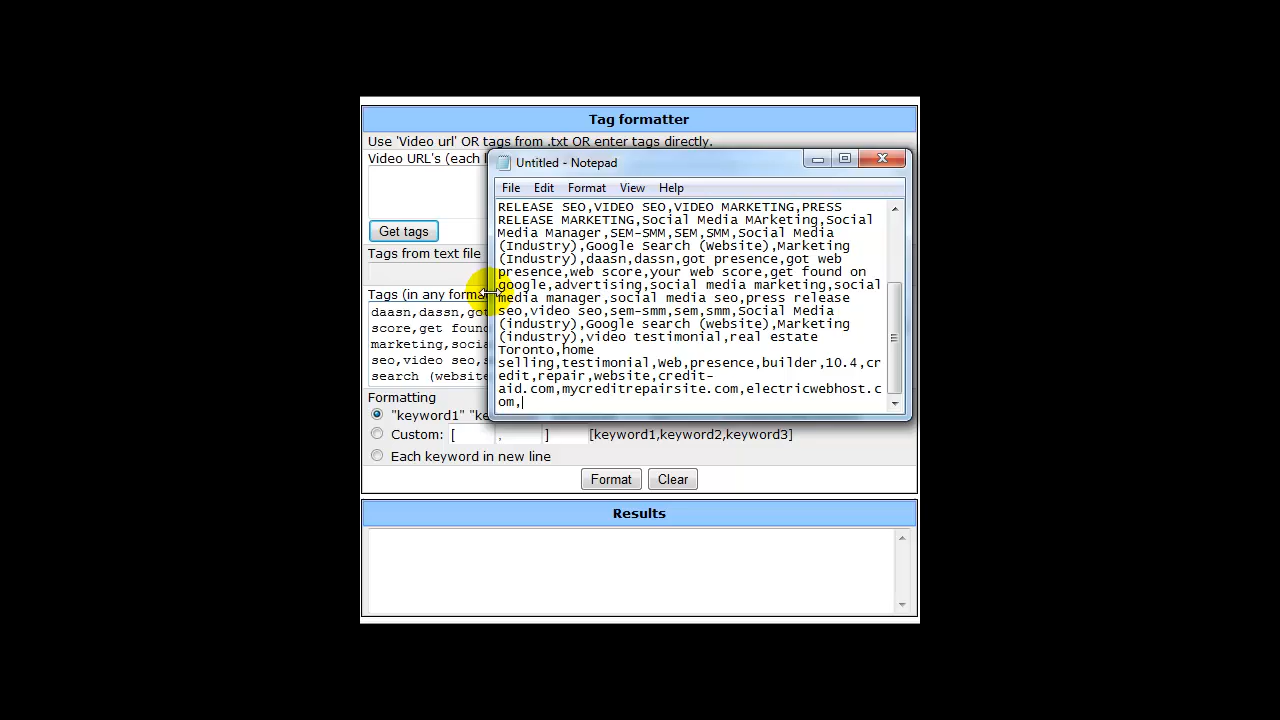 Tag formatter
Use 'Video url' OR tags from .txt OR enter tags directly.
Video URL's (each
Get tags
Tags from text file
Tags (in any forma
daasn,dassn,got
score,get foun
marketing,socia
seo,video seo,s
search (website
Untitled - Notepad
File Edit Format View Help
RELEASE SEO,VIDEO SEO,VIDEO MARKETING,PRESS
RELEASE MARKETING,Social Media MArketing,Social
Media Manager,SEM-SMM,SEM,SMM,Social Media
(Industry),Google Search (Website),Marketing
(Industry),daasn,dassn,got presence,got web
presence,web score,your web score,get found on
google,advertising,social media marketing,social
media manager,social media seo,press release
seo,video seo,sem-smm,sem,smm,Social Media
(industry),Google search (website),Marketing
(industry),video testimonial,real estate
Toronto,home
selling,testimonial,Web,presence,builder,10.4,cr
edit,repair,website,credit-
aid.com,mycreditrepairsite.com,electricwebhost.c
om,
Formatting
"keyword1" "ke
Custom: [ , ] [keyword1,keyword2,keyword3]
Each keyword in new line
Format Clear
Results